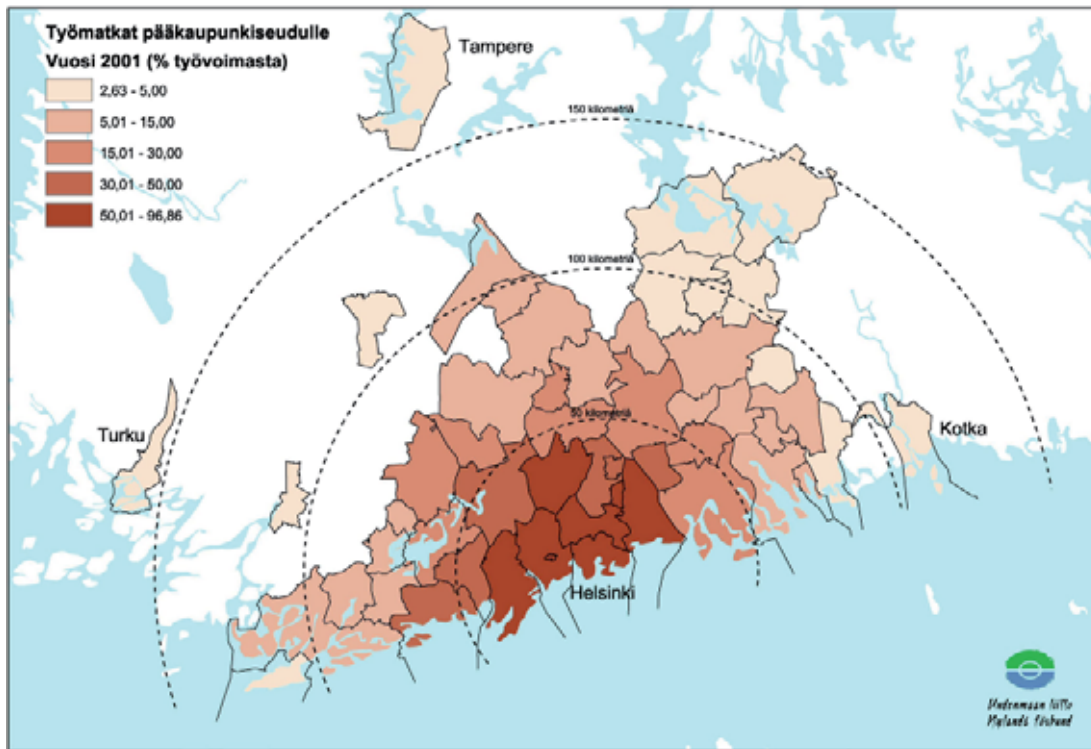 Työmatkat pääkaupunkiseudulle
Vuosi 2001 (% työvoimasta)
2,63 - 5,00
5,01 - 15,00
15,01 - 30,00
30,01 - 50,00
50,01 - 96,86
Tampere
150 kilometriä
100 kilometriä
50 kilometriä
Turku
Kotka
Helsinki
Uudenmaan liitto
Nylands förbund